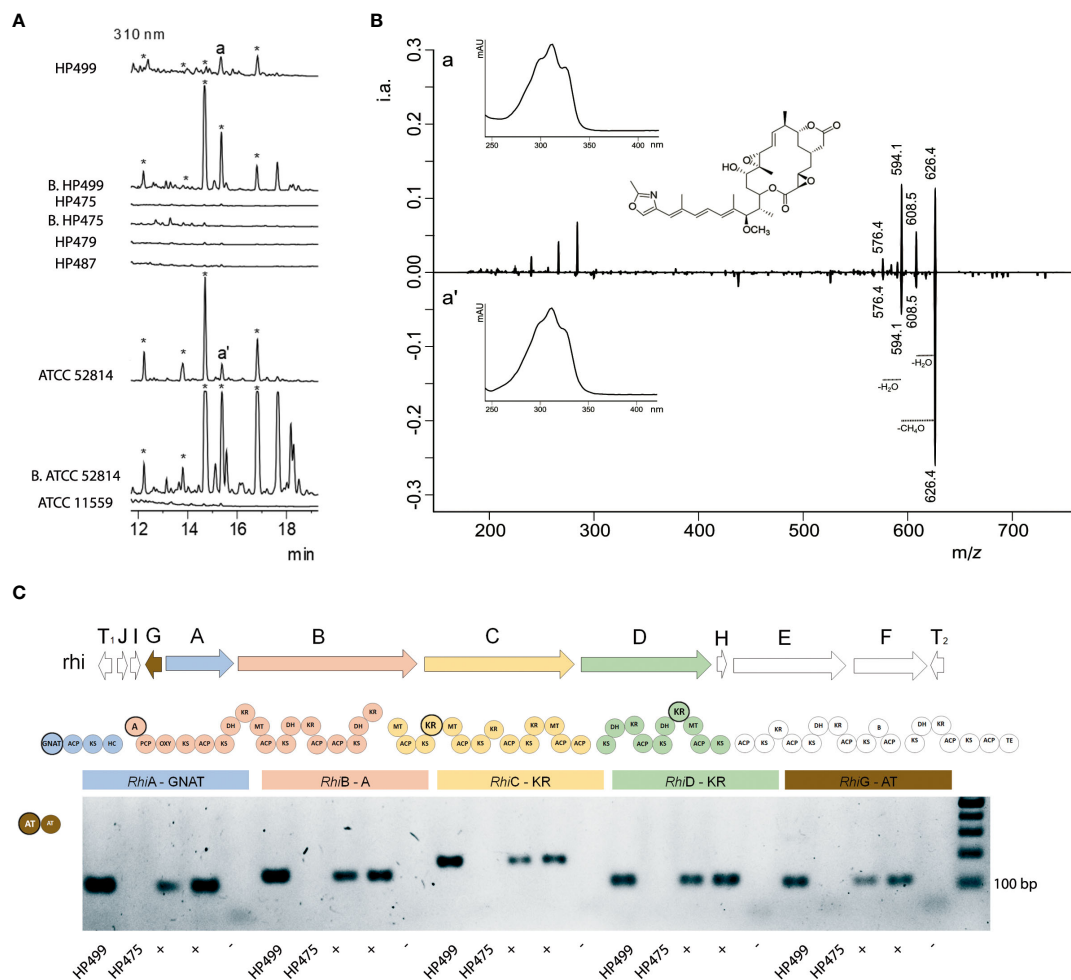 A
310 nm
HP499
* * * a *
*
B. HP499
* * * *
HP475
B. HP475
HP479
HP487
*
ATCC 52814
* * a' *
* * *
B. ATCC 52814
* *
ATCC 11559
12 14 16 18
min
B
i.a.
0.3
0.2
0.1
0.00
-0.1
-0.2
-0.3
a
mAU
250 300 350 400
nm
O
O
O
HO
O
O
O
N
O
OCH3
576.4
594.1
608.5
626.4
a'
mAU
250 300 350 400
nm
576.4
594.1
608.5
626.4
-H2O
-H2O
-CH4O
200 300 400 500 600 700
m/z
C
rhi
T1 J I G A B C D H E F T2
GNAT ACP KS HC
A PCP OXY KS ACP KS DH KR MT ACP KS DH KR ACP ACP KS DH KR
MT ACP KS KR MT ACP KS KR ACP KS KR MT ACP ACP
KS DH KR ACP KS DH KR MT ACP KS
ACP KS KR ACP KS DH KR ACP B ACP KS DH KR ACP ACP TE
RhiA - GNAT RhiB - A RhiC - KR RhiD - KR RhiG - AT
AT AT
100 bp
HP499 HP475 + + - HP499 HP475 + + - HP499 HP475 + + - HP499 HP475 + + - HP499 HP475 + + -